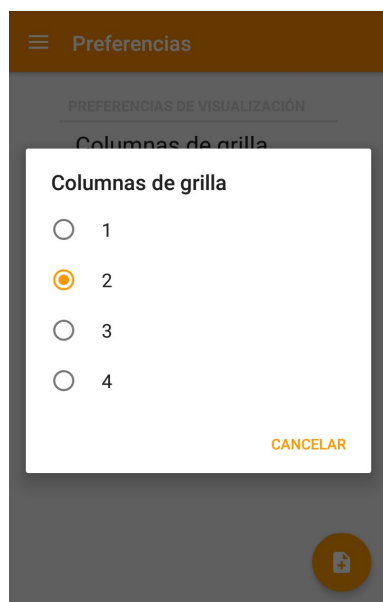 Preferencias
PREFERENCIAS DE VISUALIZACIÓN
Columnas de grilla
Columnas de grilla
1
2
3
4
CANCELAR